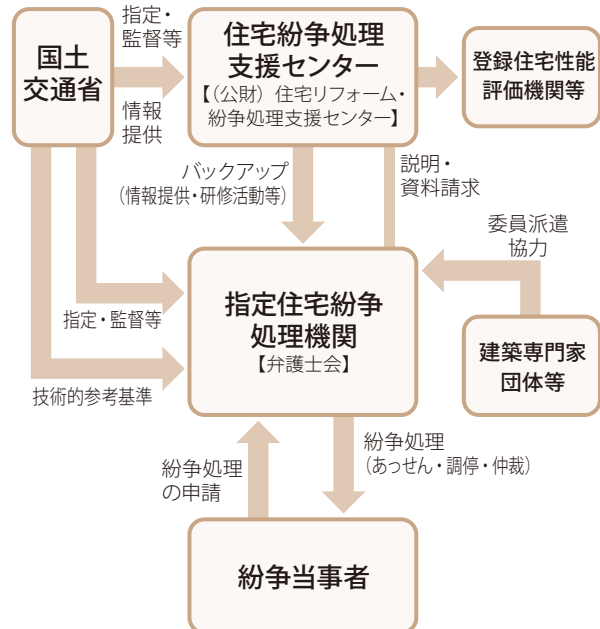 国土
交通省
指定・
監督等
情報
提供
住宅紛争処理
支援センター
【（公財）住宅リフォーム・
紛争処理支援センター】
登録住宅性能
評価機関等
バックアップ
（情報提供・研修活動等）
説明・
資料請求
委員派遣
協力
指定・監督等
技術的参考基準
指定住宅紛争
処理機関
【弁護士会】
建築専門家
団体等
紛争処理
の申請
紛争処理
（あっせん・調停・仲裁）
紛争当事者